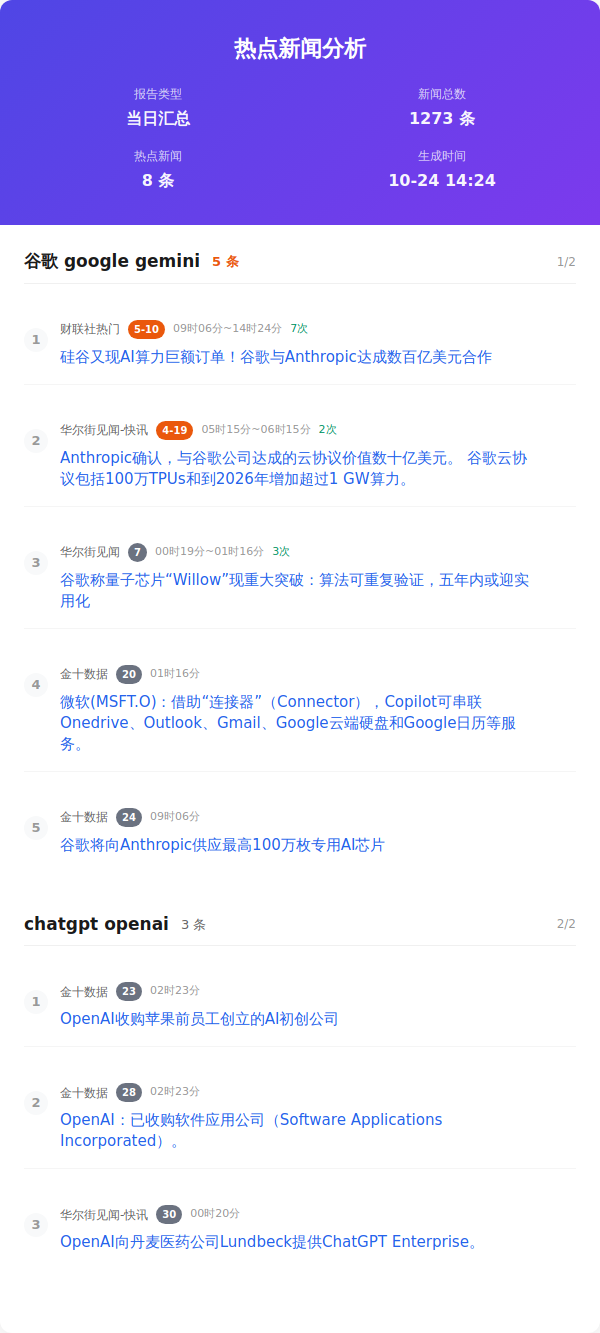 热点新闻分析
报告类型
当日汇总
新闻总数
1273 条
热点新闻
8 条
生成时间
10-24 14:24
谷歌 google gemini 5 条 1/2
1
财联社热门 5-10 09时06分~14时24分 7次
硅谷又现AI算力巨额订单！谷歌与Anthropic达成数百亿美元合作
2
华尔街见闻-快讯 4-19 05时15分~06时15分 2次
Anthropic确认，与谷歌公司达成的云协议价值数十亿美元。 谷歌云协
议包括100万TPUs和到2026年增加超过1 GW算力。
3
华尔街见闻 7 00时19分~01时16分 3次
谷歌称量子芯片“Willow”现重大突破：算法可重复验证，五年内或迎实
用化
4
金十数据 20 01时16分
微软(MSFT.O)：借助“连接器”（Connector），Copilot可串联
Onedrive、Outlook、Gmail、Google云端硬盘和Google日历等服
务。
5
金十数据 24 09时06分
谷歌将向Anthropic供应最高100万枚专用AI芯片
chatgpt openai 3 条 2/2
1
金十数据 23 02时23分
OpenAI收购苹果前员工创立的AI初创公司
2
金十数据 28 02时23分
OpenAI：已收购软件应用公司（Software Applications
Incorporated）。
3
华尔街见闻-快讯 30 00时20分
OpenAI向丹麦医药公司Lundbeck提供ChatGPT Enterprise。